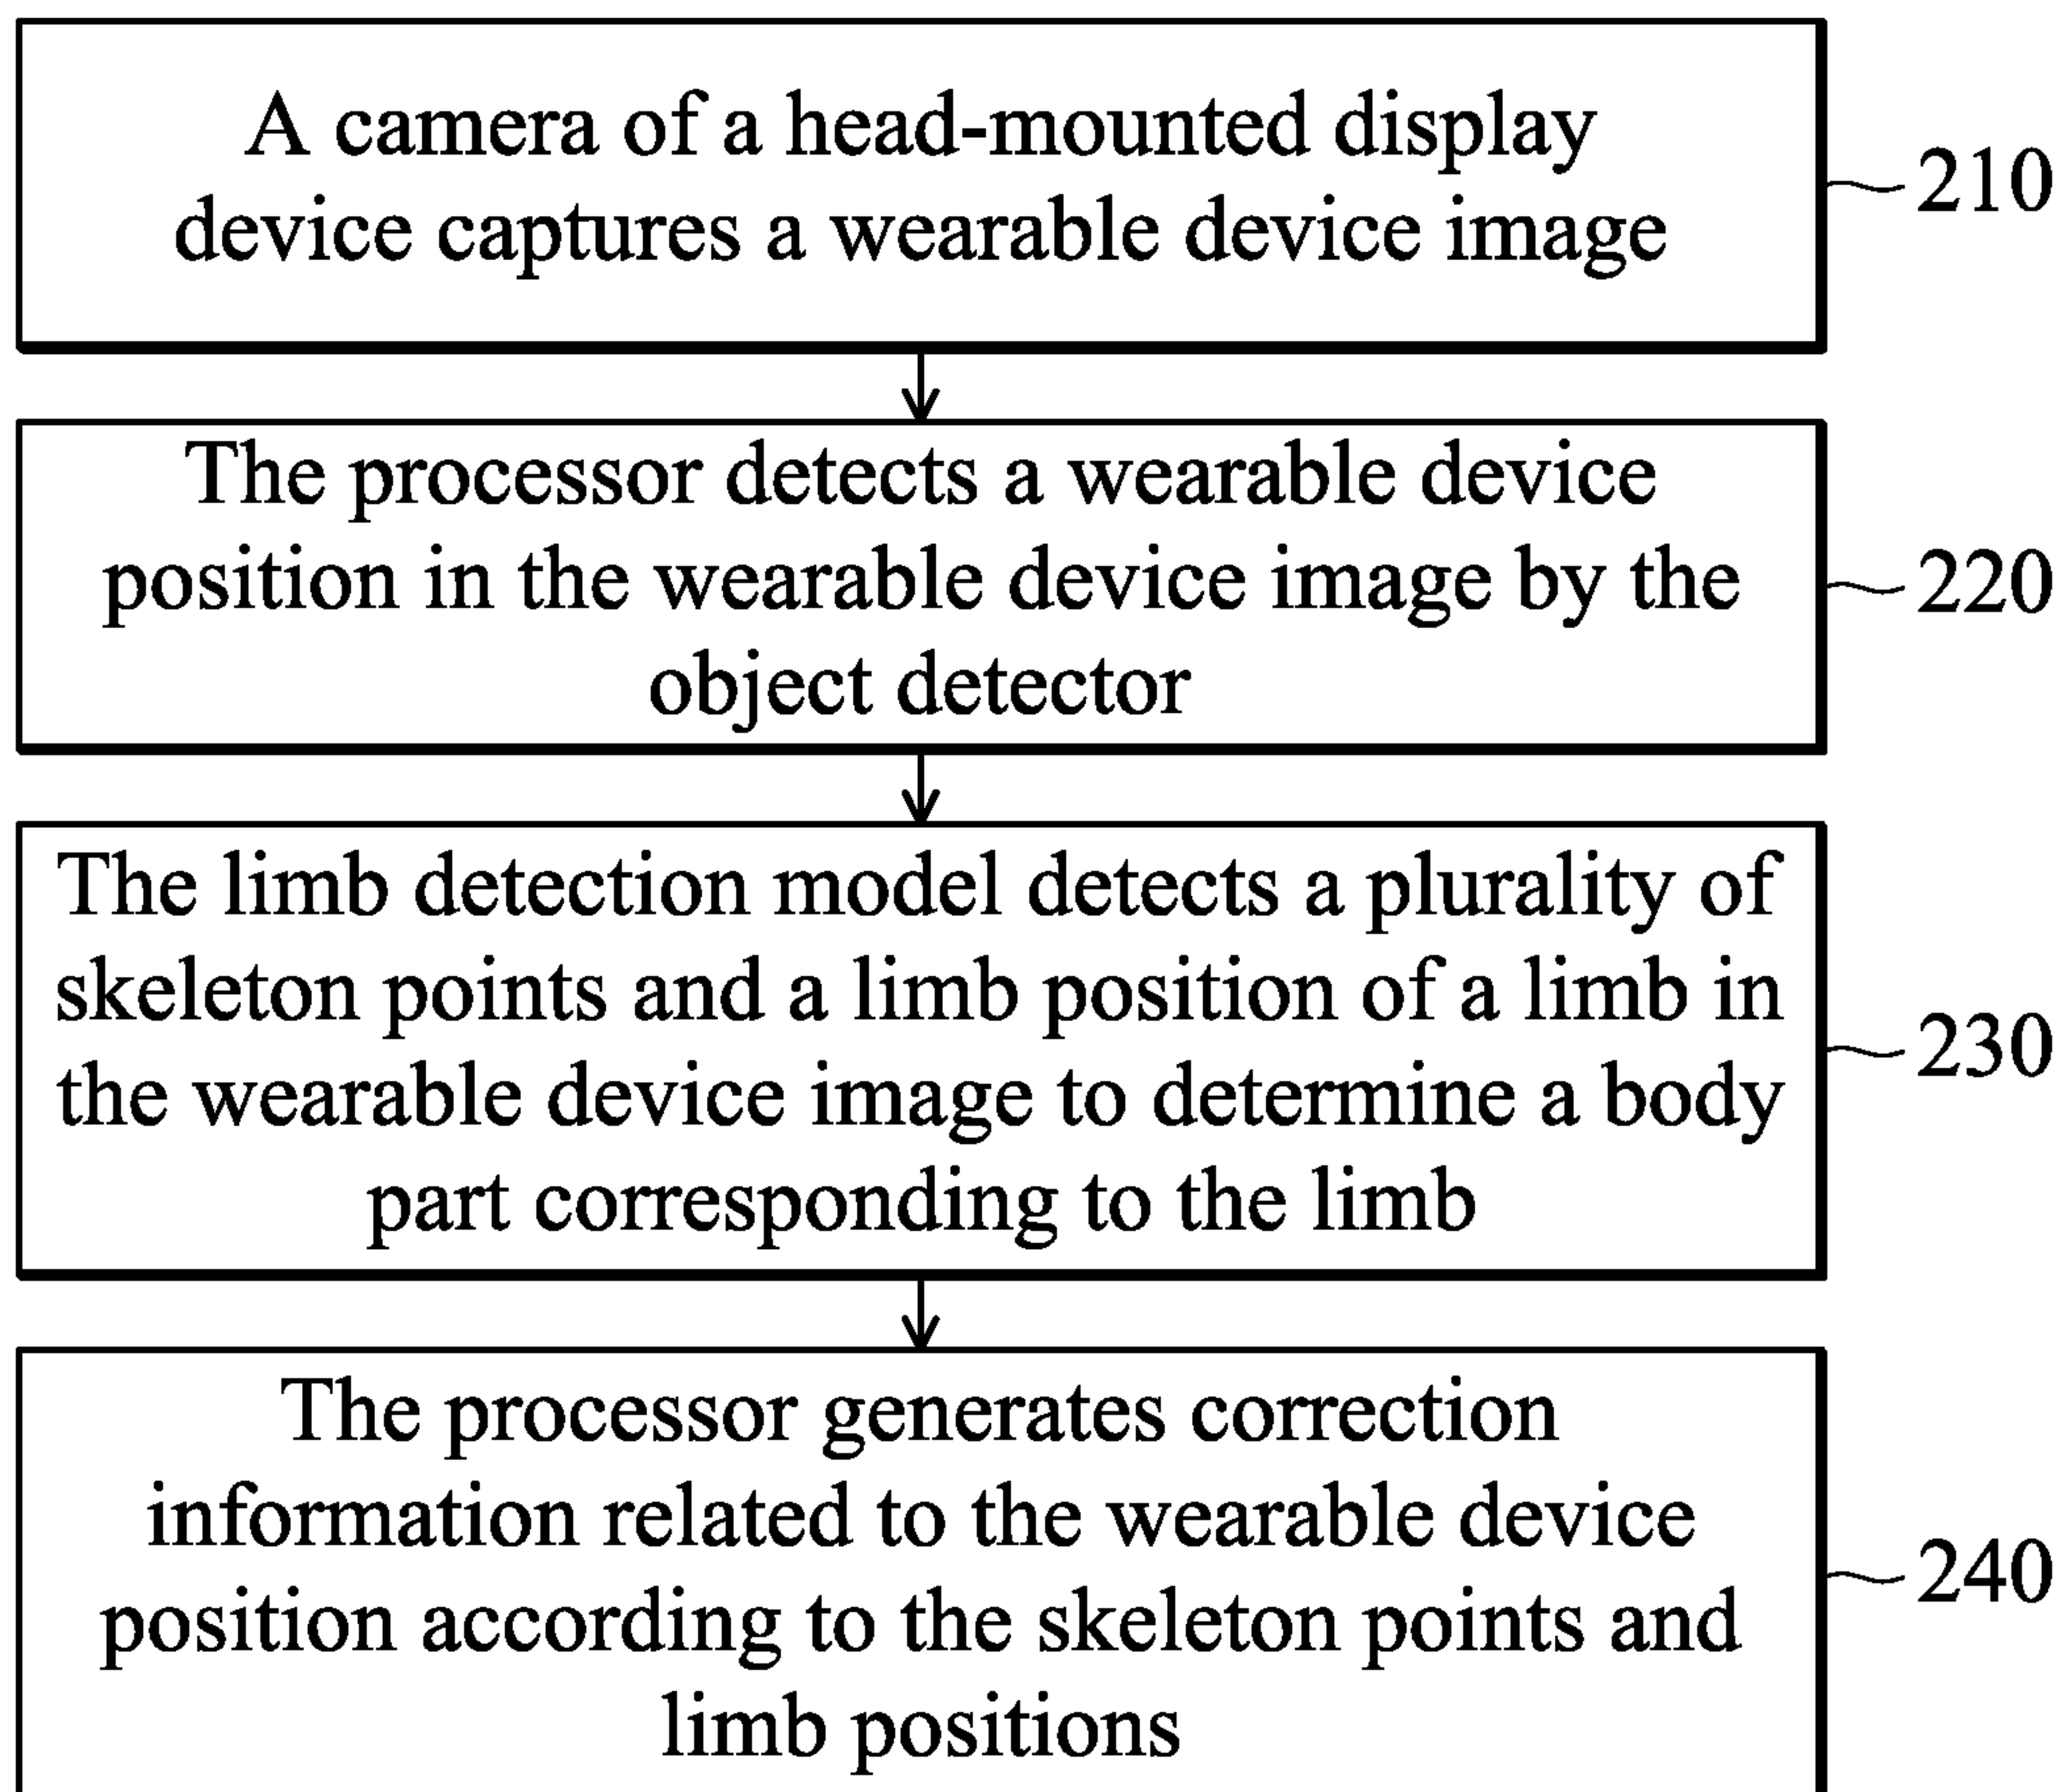 A camera of a head-mounted display
device captures a wearable device image
210
The processor detects a wearable device
position in the wearable device image by the
object detector
220
The limb detection model detects a plurality of
skeleton points and a limb position of a limb in
the wearable device image to determine a body
part corresponding to the limb
230
The processor generates correction
information related to the wearable device
position according to the skeleton points and
limb positions
240